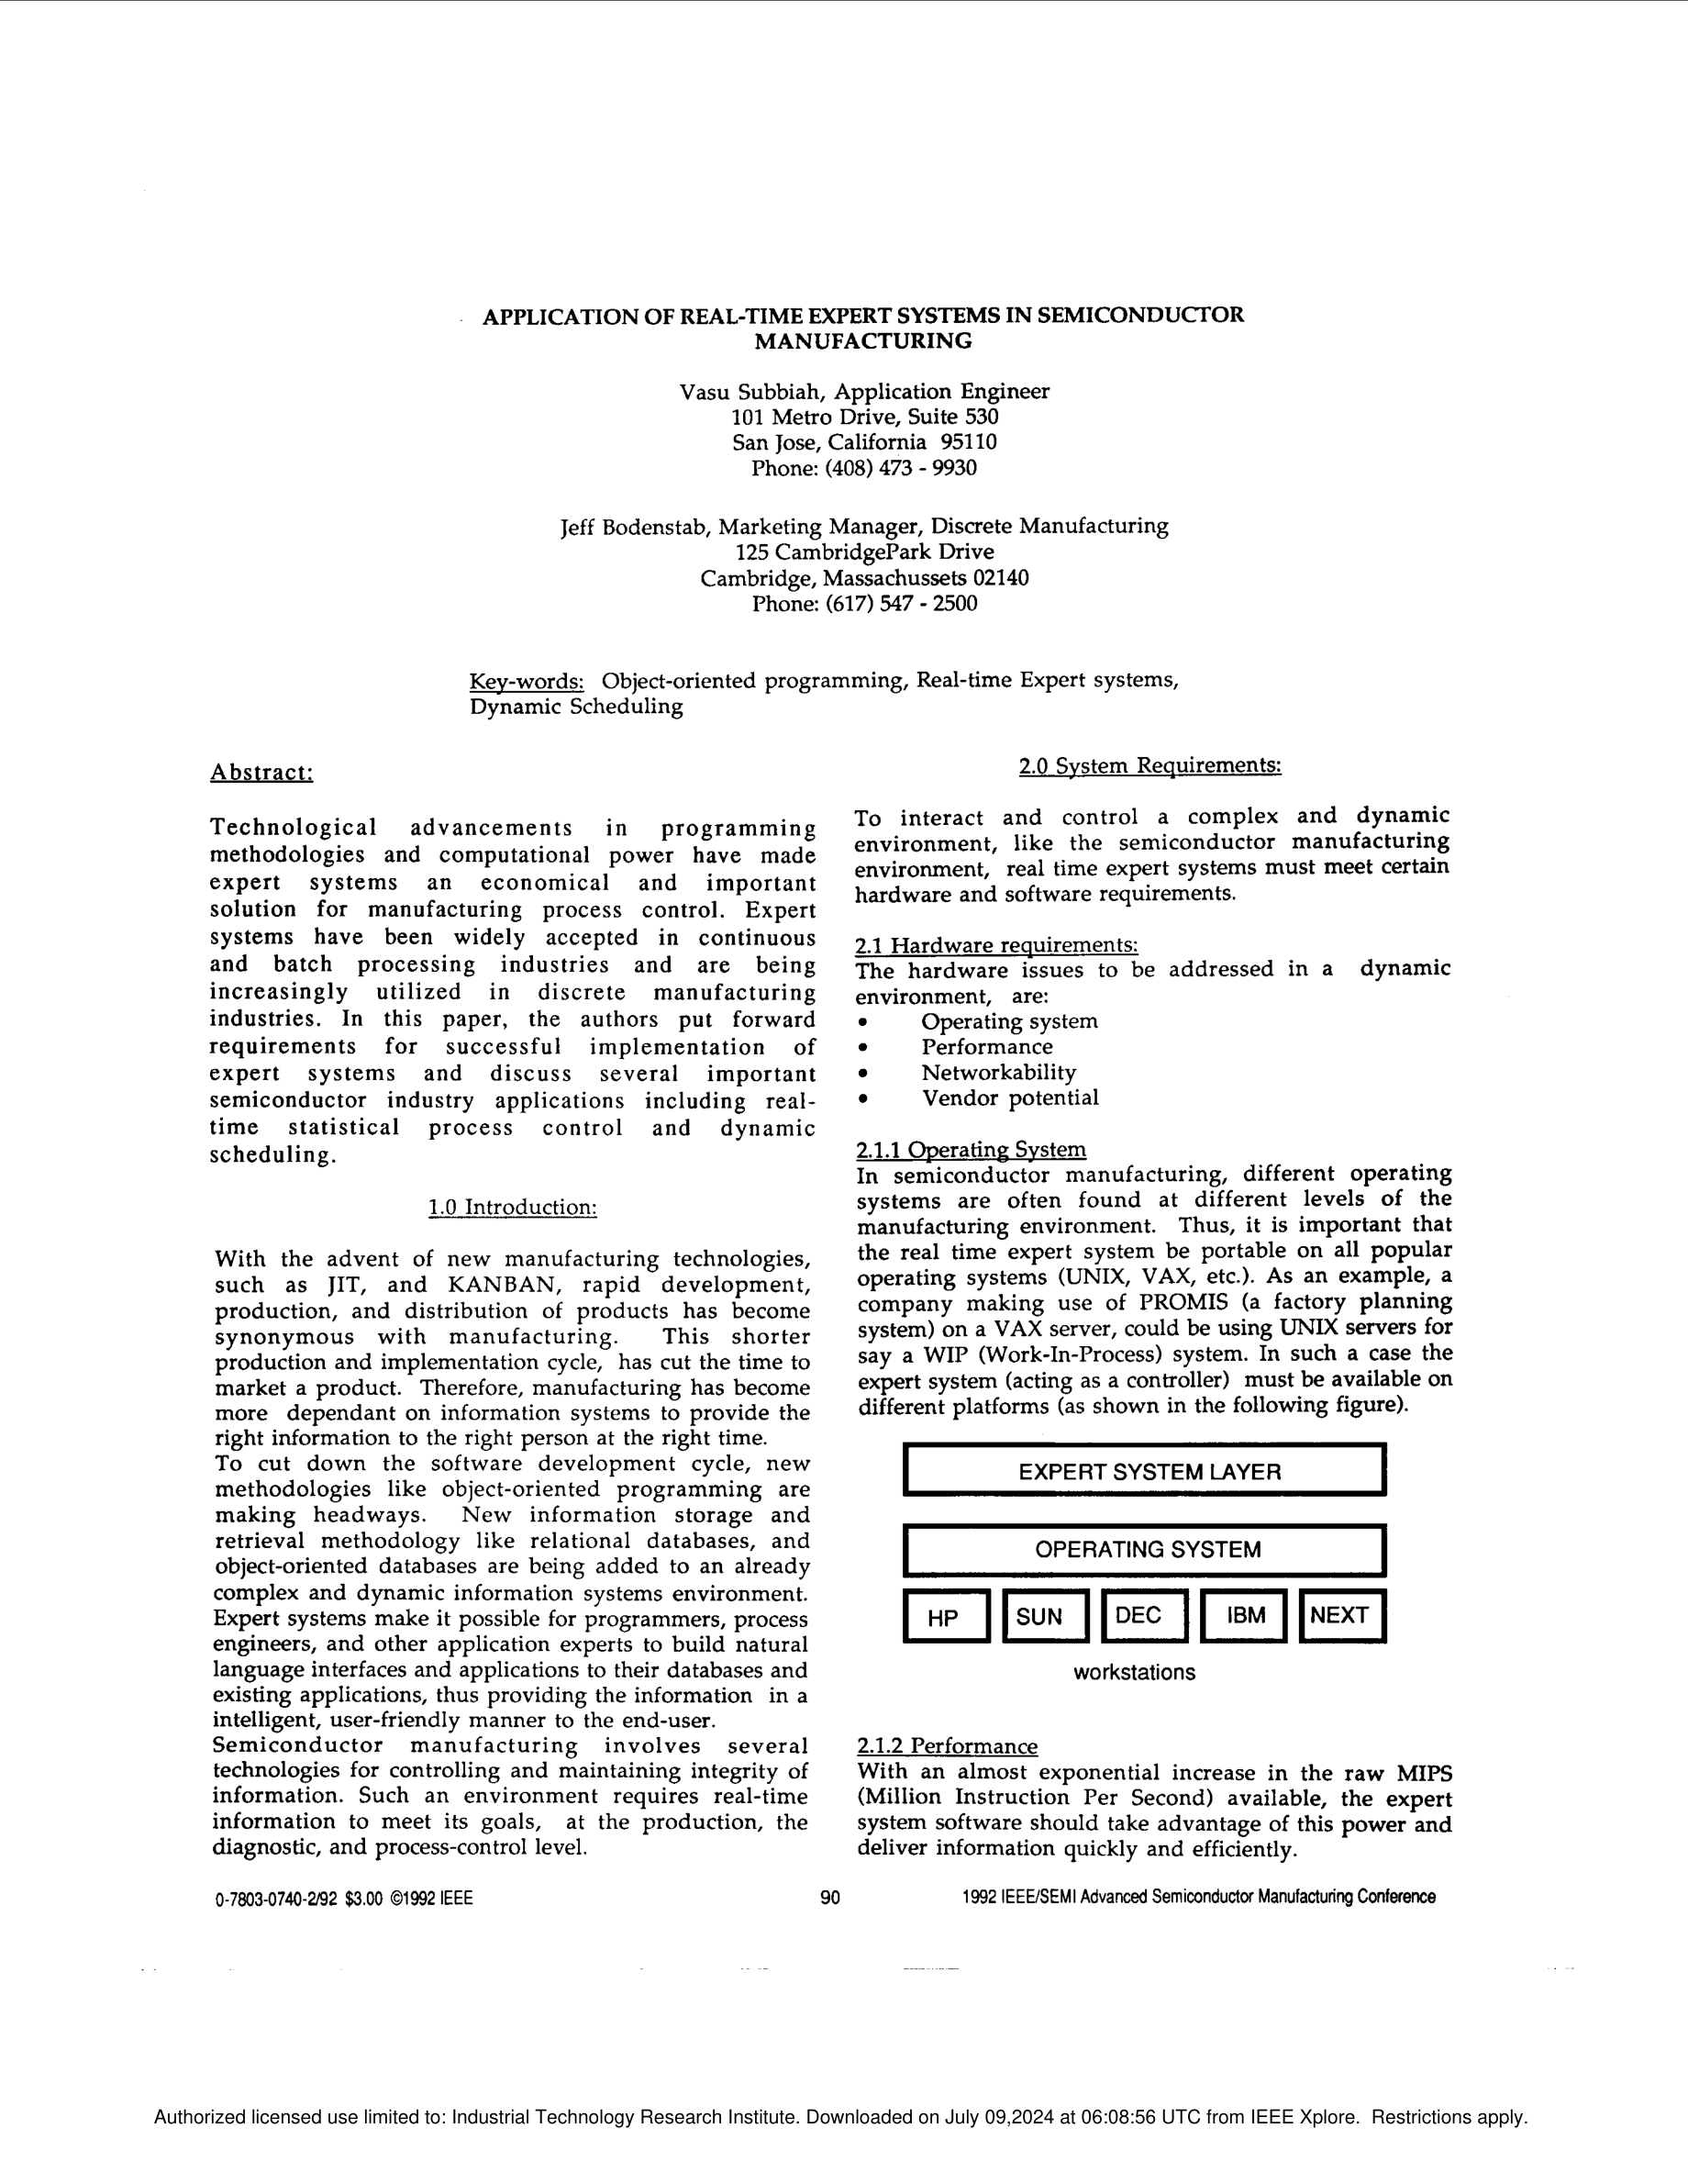 APPLICATION OF REAL-TIME EXPERT SYSTEMS IN SEMICONDUCTOR
MANUFACTURING
Vasu Subbiah, Application Engineer
101 Metro Drive, Suite 530
San Jose, California 95110
Phone: (408) 473 - 9930
Jeff Bodenstab, Marketing Manager, Discrete Manufacturing
125 CambridgePark Drive
Cambridge, Massachussets 02140
Phone: (617) 547 - 2500
Key-words: Object-oriented programming, Real-time Expert systems,
Dynamic Scheduling
Abstract:
Technological advancements in programming
methodologies and computational power have made
expert systems an economical and important
solution for manufacturing process control. Expert
systems have been widely accepted in continuous
and batch processing industries and are being
increasingly utilized in discrete manufacturing
industries. In this paper, the authors put forward
requirements for successful implementation of
expert systems and discuss several important
semiconductor industry applications including real-
time statistical process control and dynamic
scheduling.
1.0 Introduction:
With the advent of new manufacturing technologies,
such as JIT, and KANBAN, rapid development,
production, and distribution of products has become
synonymous with manufacturing. This shorter
production and implementation cycle, has cut the time to
market a product. Therefore, manufacturing has become
more dependant on information systems to provide the
right information to the right person at the right time.
To cut down the software development cycle, new
methodologies like object-oriented programming are
making headways. New information storage and
retrieval methodology like relational databases, and
object-oriented databases are being added to an already
complex and dynamic information systems environment.
Expert systems make it possible for programmers, process
engineers, and other application experts to build natural
language interfaces and applications to their databases and
existing applications, thus providing the information in a
intelligent, user-friendly manner to the end-user.
Semiconductor manufacturing involves several
technologies for controlling and maintaining integrity of
information. Such an environment requires real-time
information to meet its goals, at the production, the
diagnostic, and process-control level.
2.0 System Requirements:
To interact and control a complex and dynamic
environment, like the semiconductor manufacturing
environment, real time expert systems must meet certain
hardware and software requirements.
2.1 Hardware requirements:
The hardware issues to be addressed in a dynamic
environment, are:
• Operating system
• Performance
• Networkability
• Vendor potential
2.1.1 Operating System
In semiconductor manufacturing, different operating
systems are often found at different levels of the
manufacturing environment. Thus, it is important that
the real time expert system be portable on all popular
operating systems (UNIX, VAX, etc.). As an example, a
company making use of PROMIS (a factory planning
system) on a VAX server, could be using UNIX servers for
say a WIP (Work-In-Process) system. In such a case the
expert system (acting as a controller) must be available on
different platforms (as shown in the following figure).
EXPERT SYSTEM LAYER
OPERATING SYSTEM
HP SUN DEC IBM NEXT
workstations
2.1.2 Performance
With an almost exponential increase in the raw MIPS
(Million Instruction Per Second) available, the expert
system software should take advantage of this power and
deliver information quickly and efficiently.
0-7803-0740-2/92 $3.00 ©1992 IEEE
90
1992 IEEE/SEMI Advanced Semiconductor Manufacturing Conference
Authorized licensed use limited to: Industrial Technology Research Institute. Downloaded on July 09,2024 at 06:08:56 UTC from IEEE Xplore. Restrictions apply.